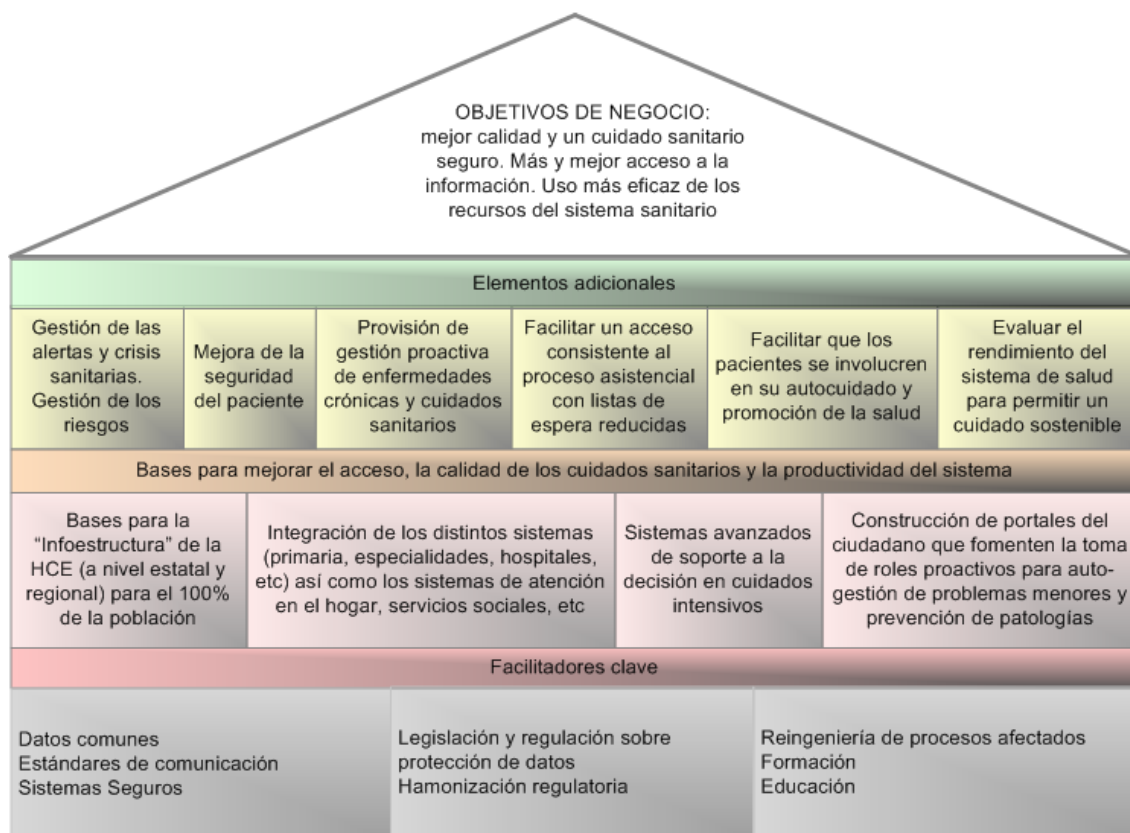 OBJETIVOS DE NEGOCIO:
mejor calidad y un cuidado sanitario
seguro. Más y mejor acceso a la
información. Uso más eficaz de los
recursos del sistema sanitario
Elementos adicionales
Gestión de las
alertas y crisis
sanitarias.
Gestión de los
riesgos
Mejora de la
seguridad
del paciente
Provisión de
gestión proactiva
de enfermedades
crónicas y cuidados
sanitarios
Facilitar un acceso
consistente al
proceso asistencial
con listas de
espera reducidas
Facilitar que los
pacientes se involucren
en su autocuidado y
promoción de la salud
Evaluar el
rendimiento del
sistema de salud
para permitir un
cuidado sostenible
Bases para mejorar el acceso, la calidad de los cuidados sanitarios y la productividad del sistema
Bases para la
“Infoestructura” de la
HCE (a nivel estatal y
regional) para el 100%
de la población
Integración de los distintos sistemas
(primaria, especialidades, hospitales,
etc) así como los sistemas de atención
en el hogar, servicios sociales, etc
Sistemas avanzados
de soporte a la
decisión en cuidados
intensivos
Construcción de portales del
ciudadano que fomenten la toma
de roles proactivos para auto-
gestión de problemas menores y
prevención de patologías
Facilitadores clave
Datos comunes
Estándares de comunicación
Sistemas Seguros
Legislación y regulación sobre
protección de datos
Hamonización regulatoria
Reingeniería de procesos afectados
Formación
Educación